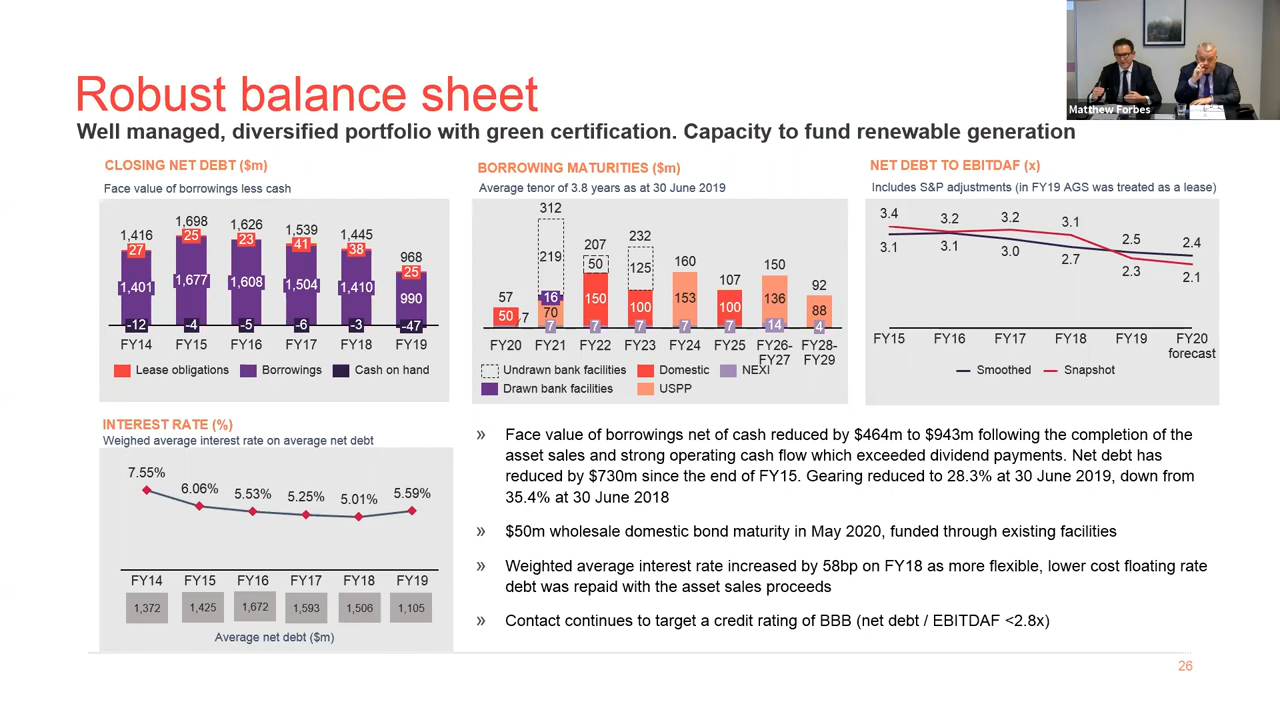 Matthew Forbes
Robust balance sheet
Well managed, diversified portfolio with green certification. Capacity to fund renewable generation
CLOSING NET DEBT ($m)
Face value of borrowings less cash
1,416 1,698 1,626 1,539 1,445 968
27 25 23 41 38 25
1,401 1,677 1,608 1,504 1,410 990
-12 -4 -5 -6 -3 -47
FY14 FY15 FY16 FY17 FY18 FY19
Lease obligations Borrowings Cash on hand
BORROWING MATURITIES ($m)
Average tenor of 3.8 years as at 30 June 2019
57 312 207 232 160 107 150 92
219 50 125
50 16 150 100 153 100 136 88
70
7 7 7 7 7 7 14 4
FY20 FY21 FY22 FY23 FY24 FY25 FY26- FY28-
FY27 FY29
Undrawn bank facilities Domestic NEXI
Drawn bank facilities USPP
NET DEBT TO EBITDAF (x)
Includes S&P adjustments (in FY19 AGS was treated as a lease)
3.4 3.2 3.2 3.1 2.5 2.4
3.1 3.1 3.0 2.7 2.3 2.1
FY15 FY16 FY17 FY18 FY19 FY20
forecast
Smoothed Snapshot
INTEREST RATE (%)
Weighed average interest rate on average net debt
7.55% 6.06% 5.53% 5.25% 5.01% 5.59%
FY14 FY15 FY16 FY17 FY18 FY19
1,372 1,425 1,672 1,593 1,506 1,105
Average net debt ($m)
» Face value of borrowings net of cash reduced by $464m to $943m following the completion of the
asset sales and strong operating cash flow which exceeded dividend payments. Net debt has
reduced by $730m since the end of FY15. Gearing reduced to 28.3% at 30 June 2019, down from
35.4% at 30 June 2018
» $50m wholesale domestic bond maturity in May 2020, funded through existing facilities
» Weighted average interest rate increased by 58bp on FY18 as more flexible, lower cost floating rate
debt was repaid with the asset sales proceeds
» Contact continues to target a credit rating of BBB (net debt / EBITDAF <2.8x)
26